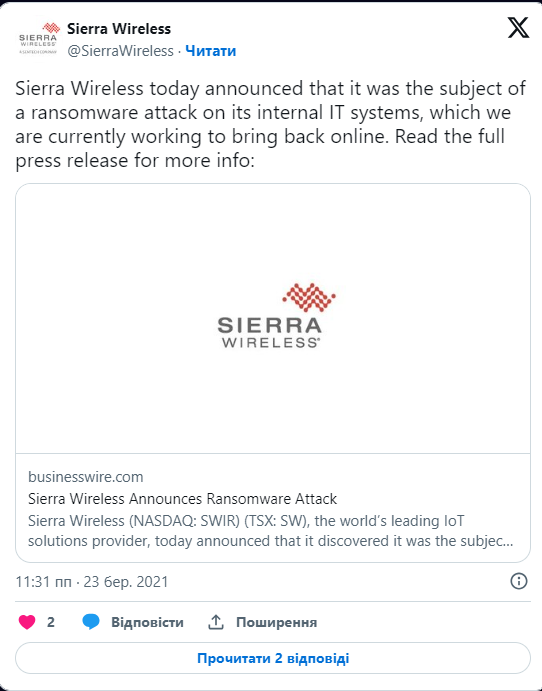 Sierra Wireless
@SierraWireless · Читати
SIERRA
WIRELESS
Sierra Wireless today announced that it was the subject of
a ransomware attack on its internal IT systems, which we
are currently working to bring back online. Read the full
press release for more info:
SIERRA
WIRELESS®
businesswire.com
Sierra Wireless Announces Ransomware Attack
Sierra Wireless (NASDAQ: SWIR) (TSX: SW), the world’s leading IoT
solutions provider, today announced that it discovered it was the subjec...
11:31 пп · 23 бер. 2021
2 Відповісти Поширення
Прочитати 2 відповіді